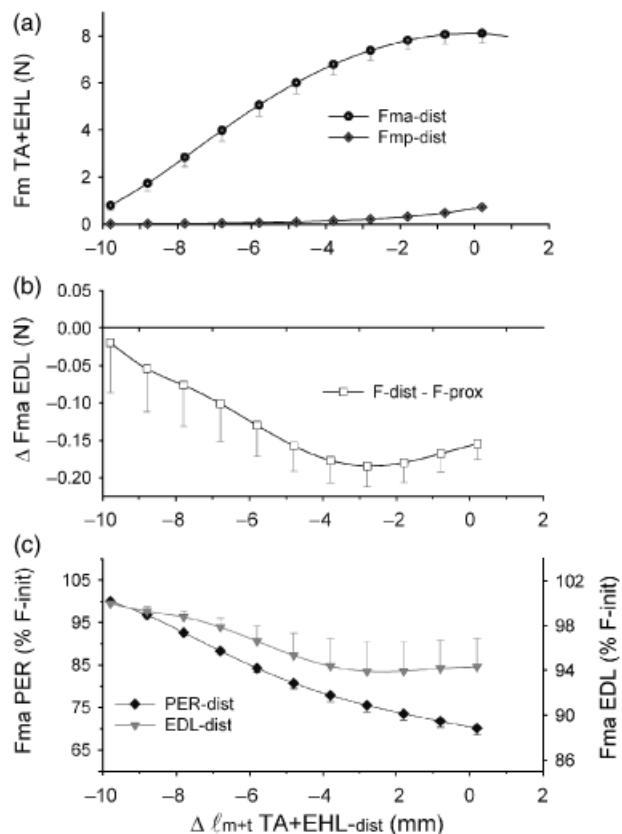 (a)
Fm TA+EHL (N)
8
6
4
2
0
Fma-dist
Fmp-dist
−10 −8 −6 −4 −2 0 2
(b)
Δ Fma EDL (N)
0.05
0.00
−0.05
−0.10
−0.15
−0.20
F-dist - F-prox
−10 −8 −6 −4 −2 0 2
(c)
Fma PER (% F-init)
105
95
85
75
65
PER-dist
EDL-dist
Fma EDL (% F-init)
102
98
94
90
86
−10 −8 −6 −4 −2 0 2
Δ ℓm+t TA+EHL-dist (mm)